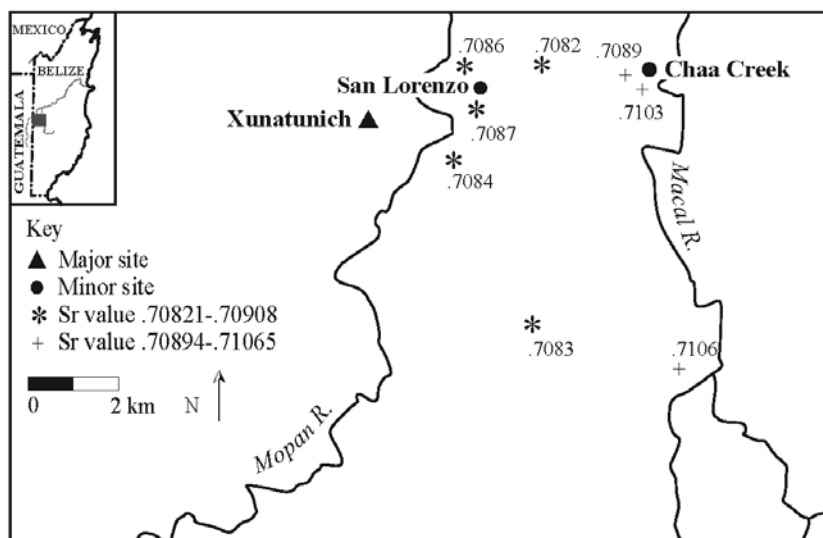 MEXICO
BELIZE
GUATEMALA
.7086
.7082
.7089
San Lorenzo
Chaa Creek
.7103
Xunatunich
.7087
.7084
Macal R.
Key
Major site
Minor site
Sr value .70821-.70908
Sr value .70894-.71065
.7083
.7106
0 2 km N
Mopan R.